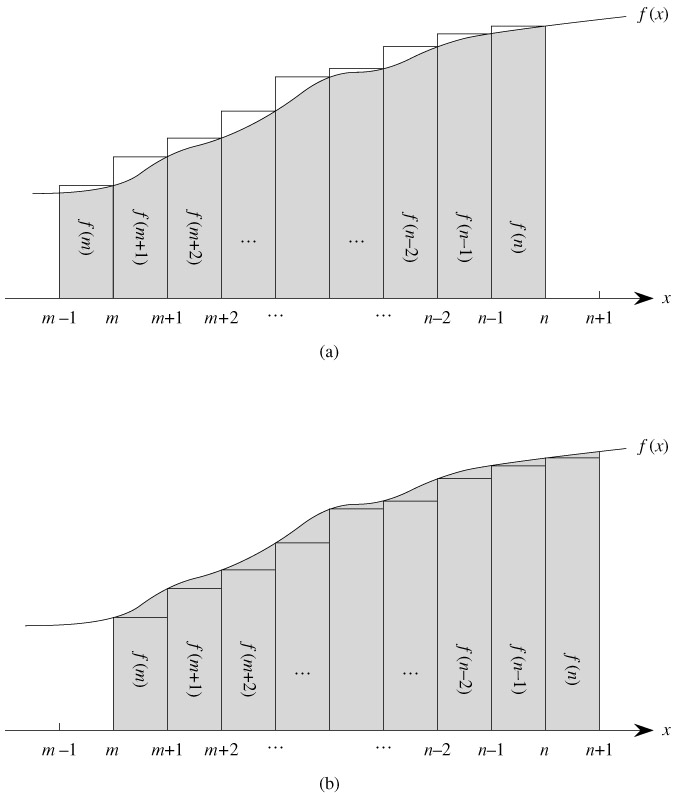 f (x)
f (m) f (m+1) f (m+2) ... ... f (n–2) f (n–1) f (n)
x
m –1 m m+1 m+2 ... ... n–2 n–1 n n+1
(a)
f (x)
f (m) f (m+1) f (m+2) ... ... f (n–2) f (n–1) f (n)
x
m –1 m m+1 m+2 ... ... n–2 n–1 n n+1
(b)